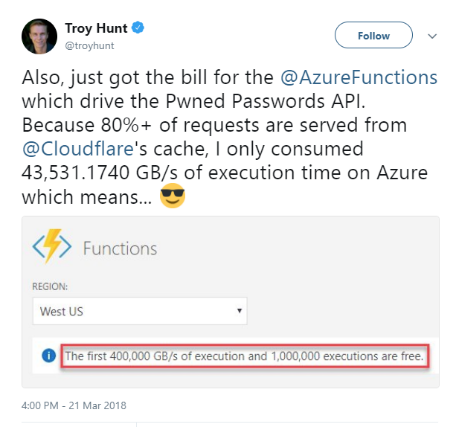 Troy Hunt
Follow
@troyhunt
Also, just got the bill for the @AzureFunctions
which drive the Pwned Passwords API.
Because 80%+ of requests are served from
@Cloudflare's cache, I only consumed
43,531.1740 GB/s of execution time on Azure
which means... 😎
Functions
REGION:
West US
The first 400,000 GB/s of execution and 1,000,000 executions are free.
4:00 PM - 21 Mar 2018